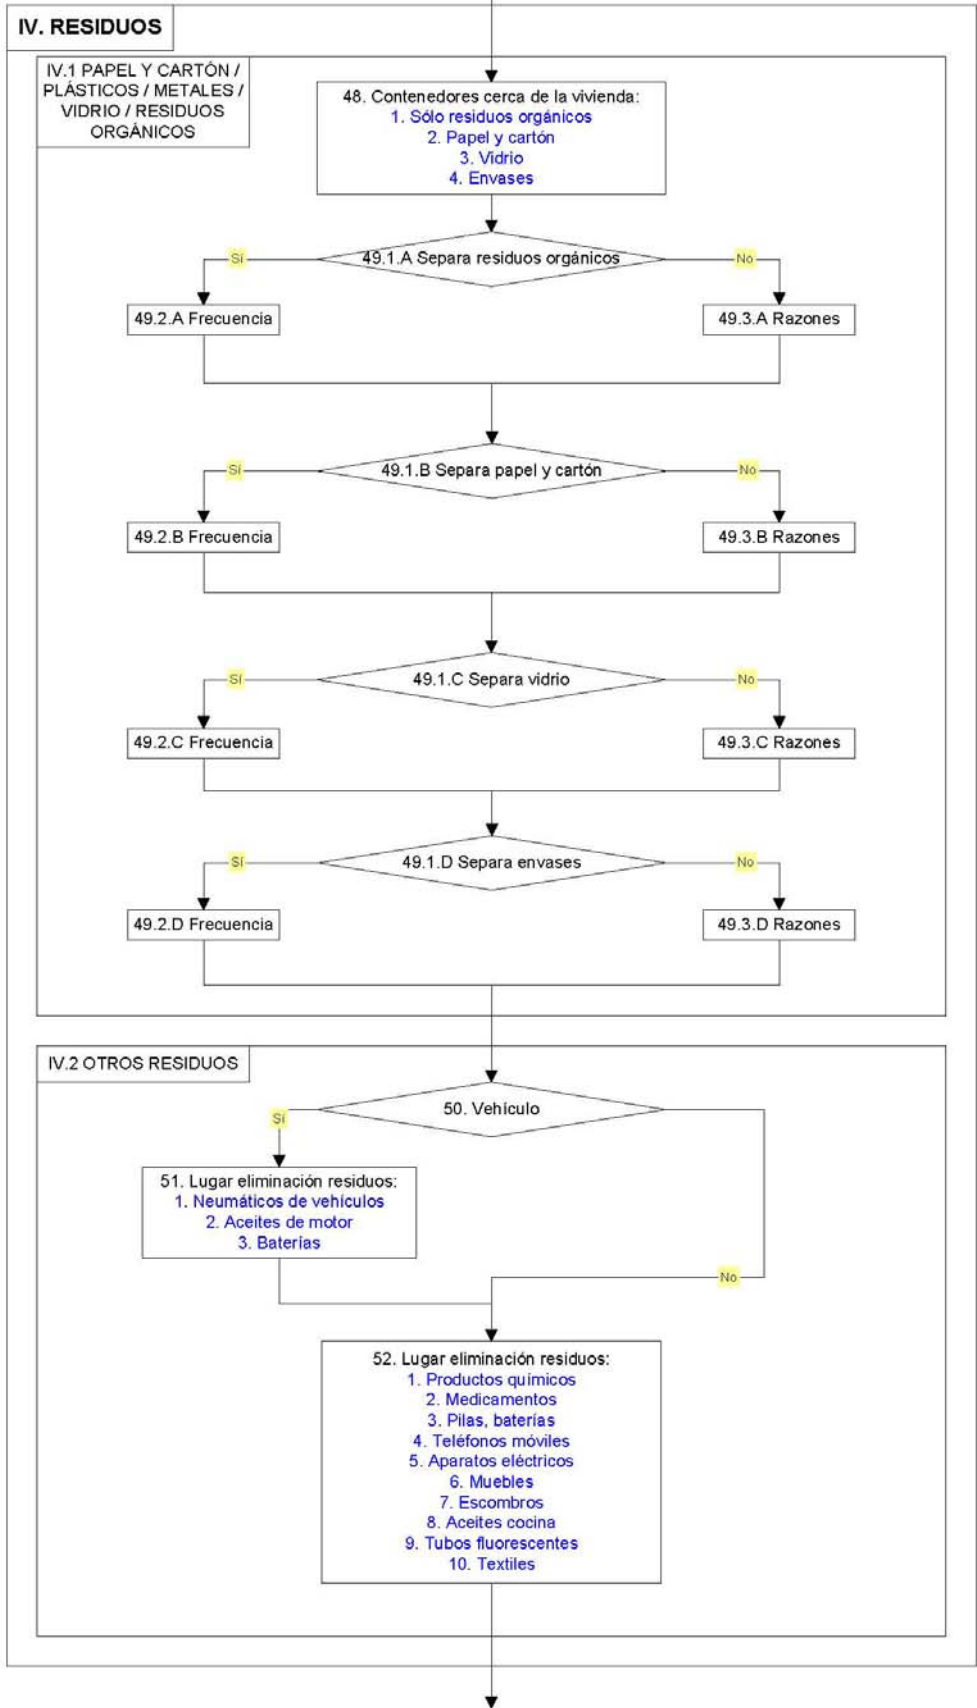 IV. RESIDUOS
IV.1 PAPEL Y CARTÓN /
PLÁSTICOS / METALES /
VIDRIO / RESIDUOS
ORGÁNICOS
48. Contenedores cerca de la vivienda:
1. Sólo residuos orgánicos
2. Papel y cartón
3. Vidrio
4. Envases
49.1.A Separa residuos orgánicos
Sí
No
49.2.A Frecuencia
49.3.A Razones
49.1.B Separa papel y cartón
Sí
No
49.2.B Frecuencia
49.3.B Razones
49.1.C Separa vidrio
Sí
No
49.2.C Frecuencia
49.3.C Razones
49.1.D Separa envases
Sí
No
49.2.D Frecuencia
49.3.D Razones
IV.2 OTROS RESIDUOS
50. Vehículo
Sí
51. Lugar eliminación residuos:
1. Neumáticos de vehículos
2. Aceites de motor
3. Baterías
No
52. Lugar eliminación residuos:
1. Productos químicos
2. Medicamentos
3. Pilas, baterías
4. Teléfonos móviles
5. Aparatos eléctricos
6. Muebles
7. Escombros
8. Aceites cocina
9. Tubos fluorescentes
10. Textiles